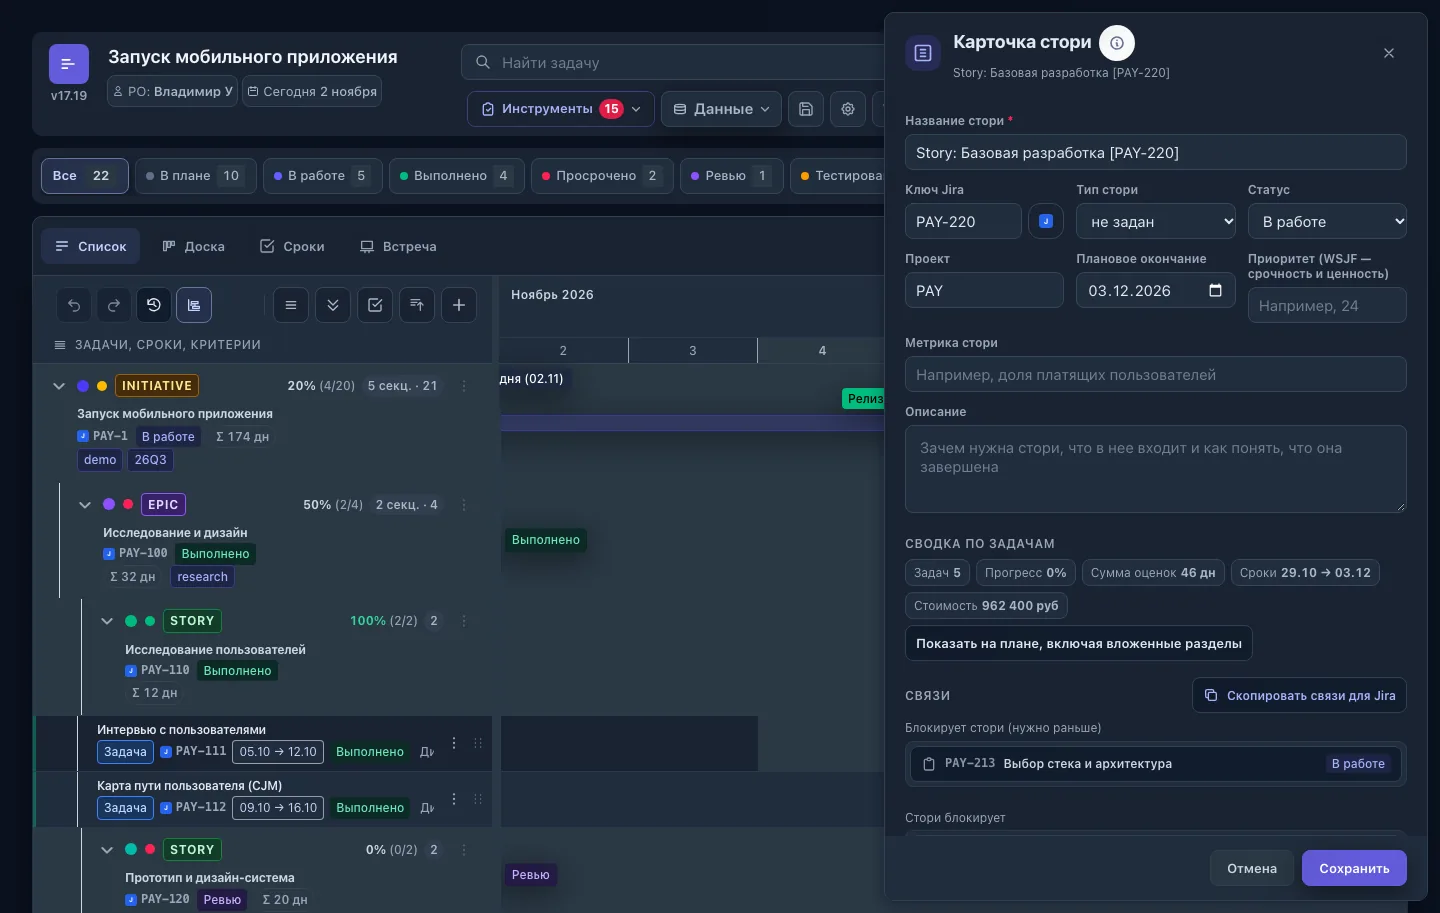 Запуск мобильного приложения
v17.19
PO: Владимир У
Сегодня 2 ноября
Найти задачу
Инструменты 15
Данные
Все 22
В плане 10
В работе 5
Выполнено 4
Просрочено 2
Ревью 1
Тестирова
Список
Доска
Сроки
Встреча
ЗАДАЧИ, СРОКИ, КРИТЕРИИ
Ноябрь 2026
2 3 4
дня (02.11)
Релиз
INITIATIVE 20% (4/20) 5 секц. · 21
Запуск мобильного приложения
PAY-1 В работе Σ 174 дн
demo 26Q3
EPIC 50% (2/4) 2 секц. · 4
Исследование и дизайн
PAY-100 Выполнено
Σ 32 дн research
Выполнено
STORY 100% (2/2) 2
Исследование пользователей
PAY-110 Выполнено
Σ 12 дн
Интервью с пользователями
Задача PAY-111 05.10 → 12.10 Выполнено Ди
Карта пути пользователя (CJM)
Задача PAY-112 09.10 → 16.10 Выполнено Ди
STORY 0% (0/2) 2
Прототип и дизайн-система
PAY-120 Ревью Σ 20 дн
Ревью
Карточка стори
Story: Базовая разработка [PAY-220]
Название стори *
Story: Базовая разработка [PAY-220]
Ключ Jira Тип стори Статус
PAY-220 не задан В работе
Проект Плановое окончание Приоритет (WSJF —
срочность и ценность)
PAY 03.12.2026 Например, 24
Метрика стори
Например, доля платящих пользователей
Описание
Зачем нужна стори, что в нее входит и как понять, что она
завершена
СВОДКА ПО ЗАДАЧАМ
Задач 5 Прогресс 0% Сумма оценок 46 дн Сроки 29.10 → 03.12
Стоимость 962 400 руб
Показать на плане, включая вложенные разделы
СВЯЗИ
Скопировать связи для Jira
Блокирует стори (нужно раньше)
PAY-213 Выбор стека и архитектура В работе
Стори блокирует
Отмена Сохранить